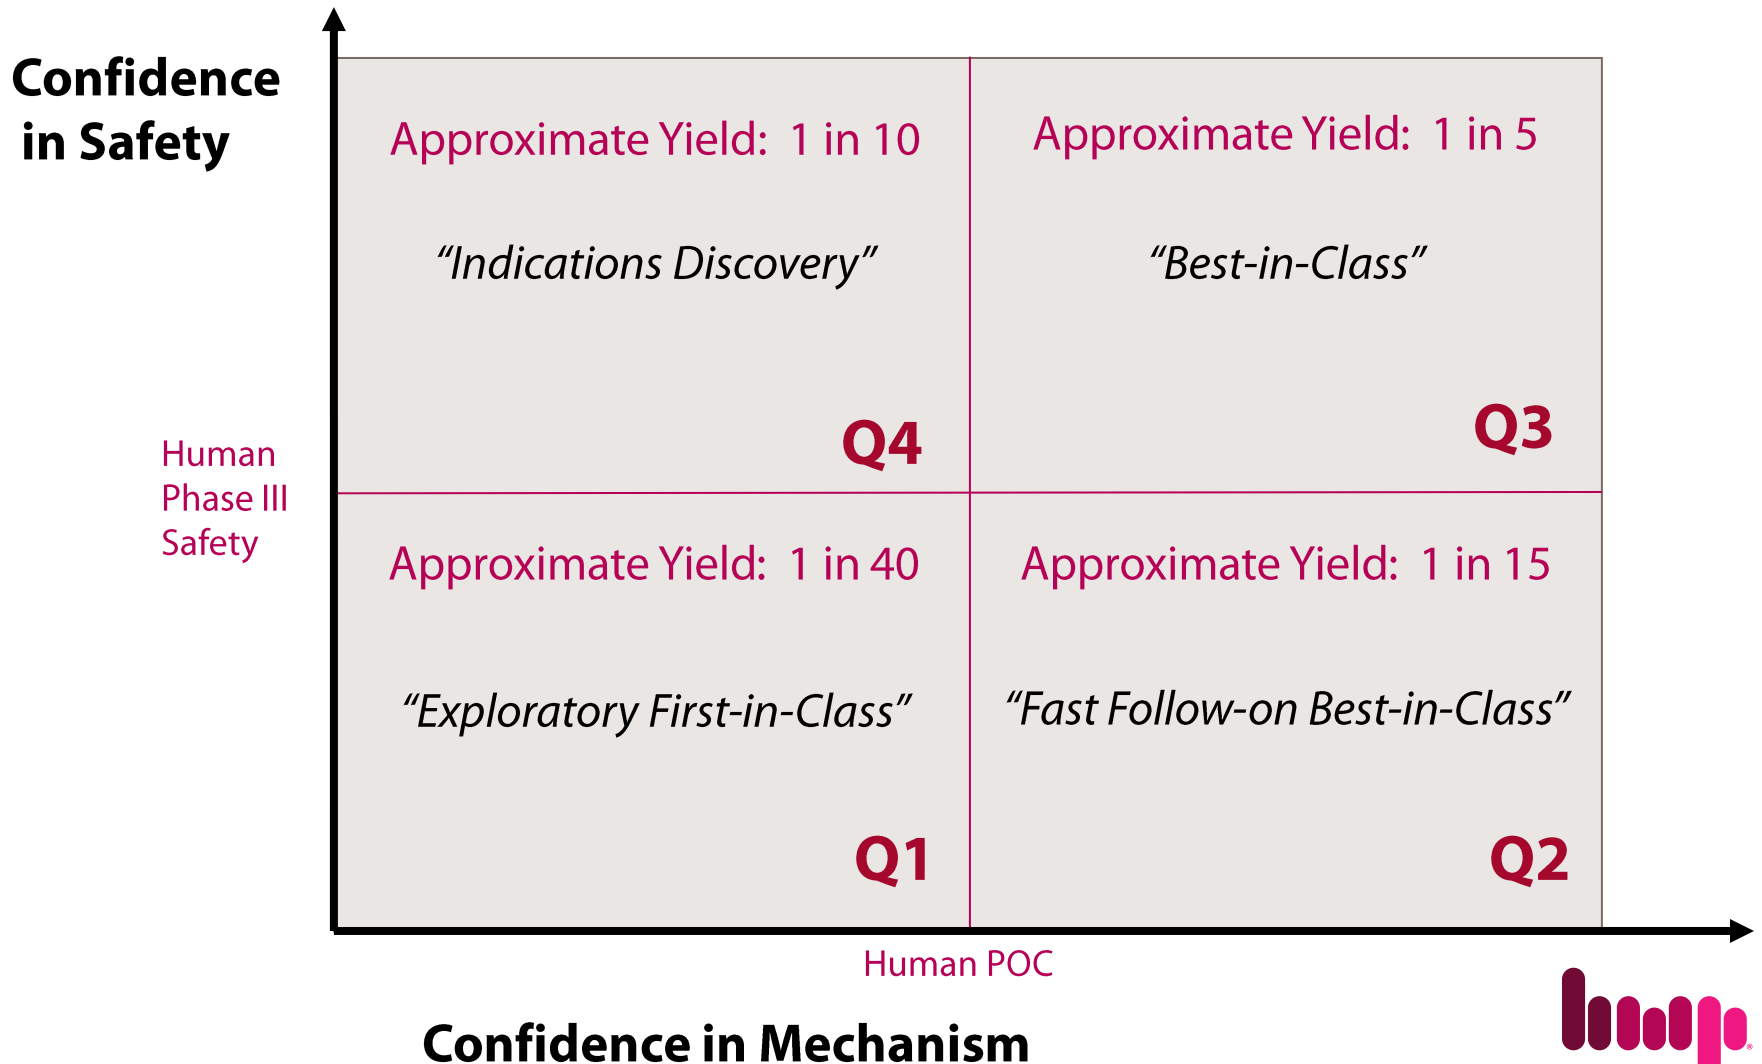 Confidence
in Safety
Approximate Yield: 1 in 10
Approximate Yield: 1 in 5
“Indications Discovery”
“Best-in-Class”
Q4
Q3
Human
Phase III
Safety
Approximate Yield: 1 in 40
Approximate Yield: 1 in 15
“Exploratory First-in-Class”
“Fast Follow-on Best-in-Class”
Q1
Q2
Human POC
Confidence in Mechanism